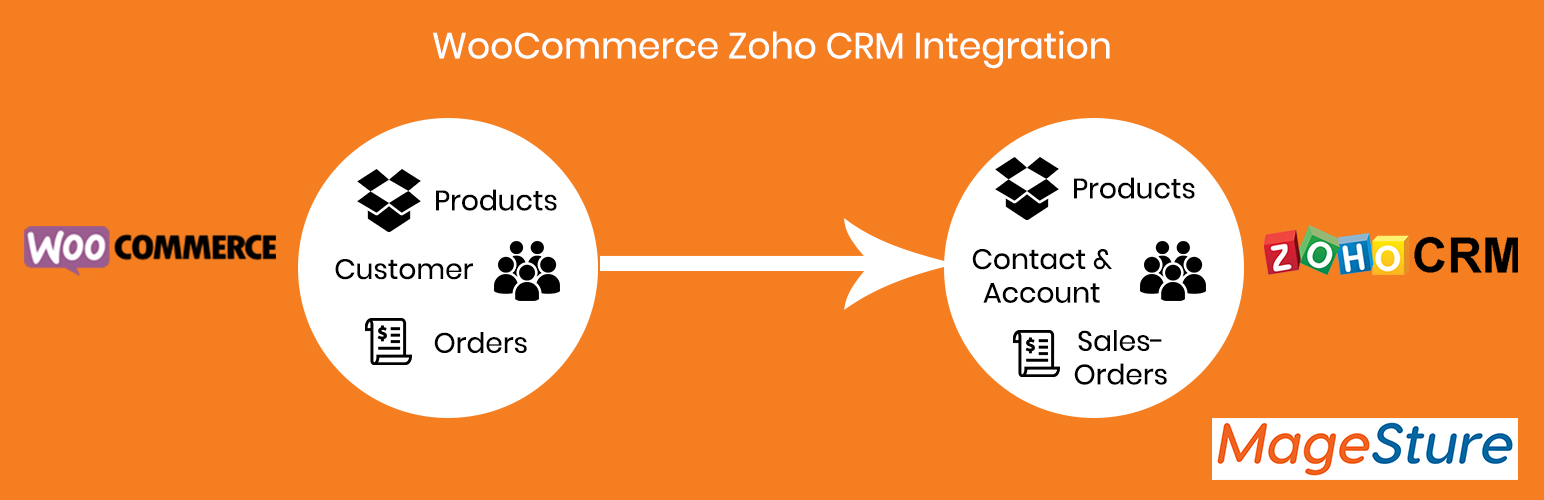 WooCommerce Zoho CRM Integration
WOO COMMERCE
Products
Customer
$
Orders
Products
Contact &
Account
$
Sales-
Orders
ZOHO CRM
MageSture